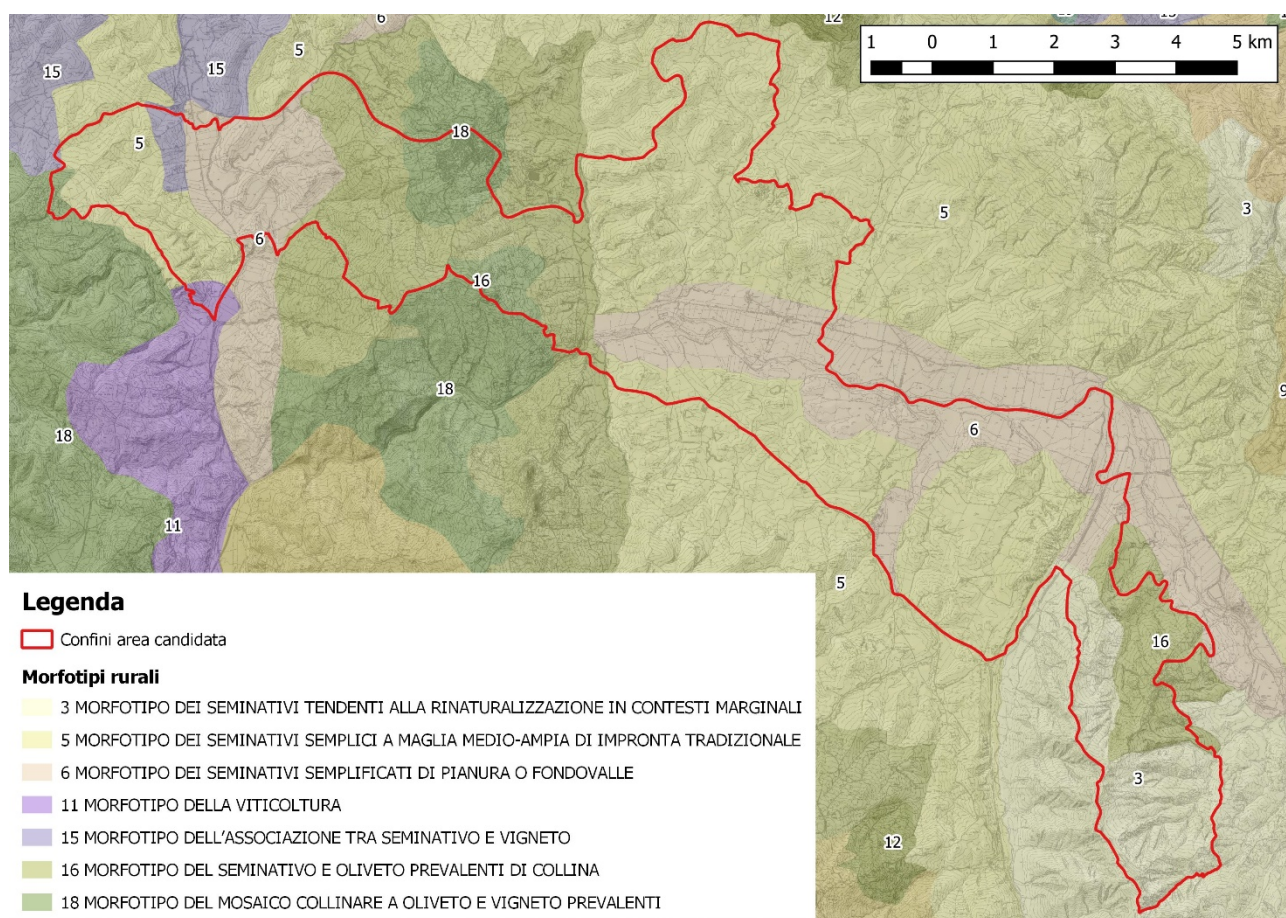 6
12
15
1 0 1 2 3 4 5 km
5
15
15
18
5
5
3
6
16
18
9
6
18
11
5
16
3
12
Legenda
Confini area candidata
Morfotipi rurali
3 MORFOTIPO DEI SEMINATIVI TENDENTI ALLA RINATURALIZZAZIONE IN CONTESTI MARGINALI
5 MORFOTIPO DEI SEMINATIVI SEMPLICI A MAGLIA MEDIO-AMPIA DI IMPRONTA TRADIZIONALE
6 MORFOTIPO DEI SEMINATIVI SEMPLIFICATI DI PIANURA O FONDOVALLE
11 MORFOTIPO DELLA VITICOLTURA
15 MORFOTIPO DELL'ASSOCIAZIONE TRA SEMINATIVO E VIGNETO
16 MORFOTIPO DEL SEMINATIVO E OLIVETO PREVALENTI DI COLLINA
18 MORFOTIPO DEL MOSAICO COLLINARE A OLIVETO E VIGNETO PREVALENTI